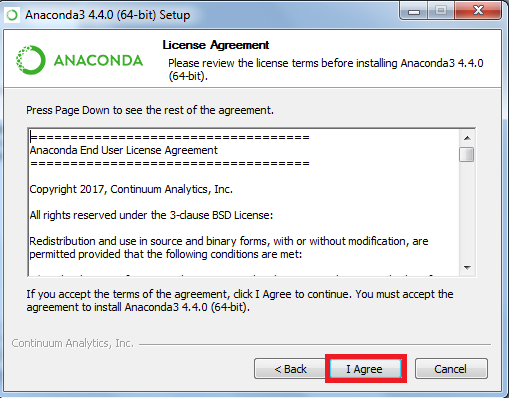 Anaconda3 4.4.0 (64-bit) Setup
ANACONDA
License Agreement
Please review the license terms before installing Anaconda3 4.4.0
(64-bit).
Press Page Down to see the rest of the agreement.
===================================
Anaconda End User License Agreement
===================================
Copyright 2017, Continuum Analytics, Inc.
All rights reserved under the 3-clause BSD License:
Redistribution and use in source and binary forms, with or without modification, are
permitted provided that the following conditions are met:
If you accept the terms of the agreement, click I Agree to continue. You must accept the
agreement to install Anaconda3 4.4.0 (64-bit).
Continuum Analytics, Inc.
< Back
I Agree
Cancel